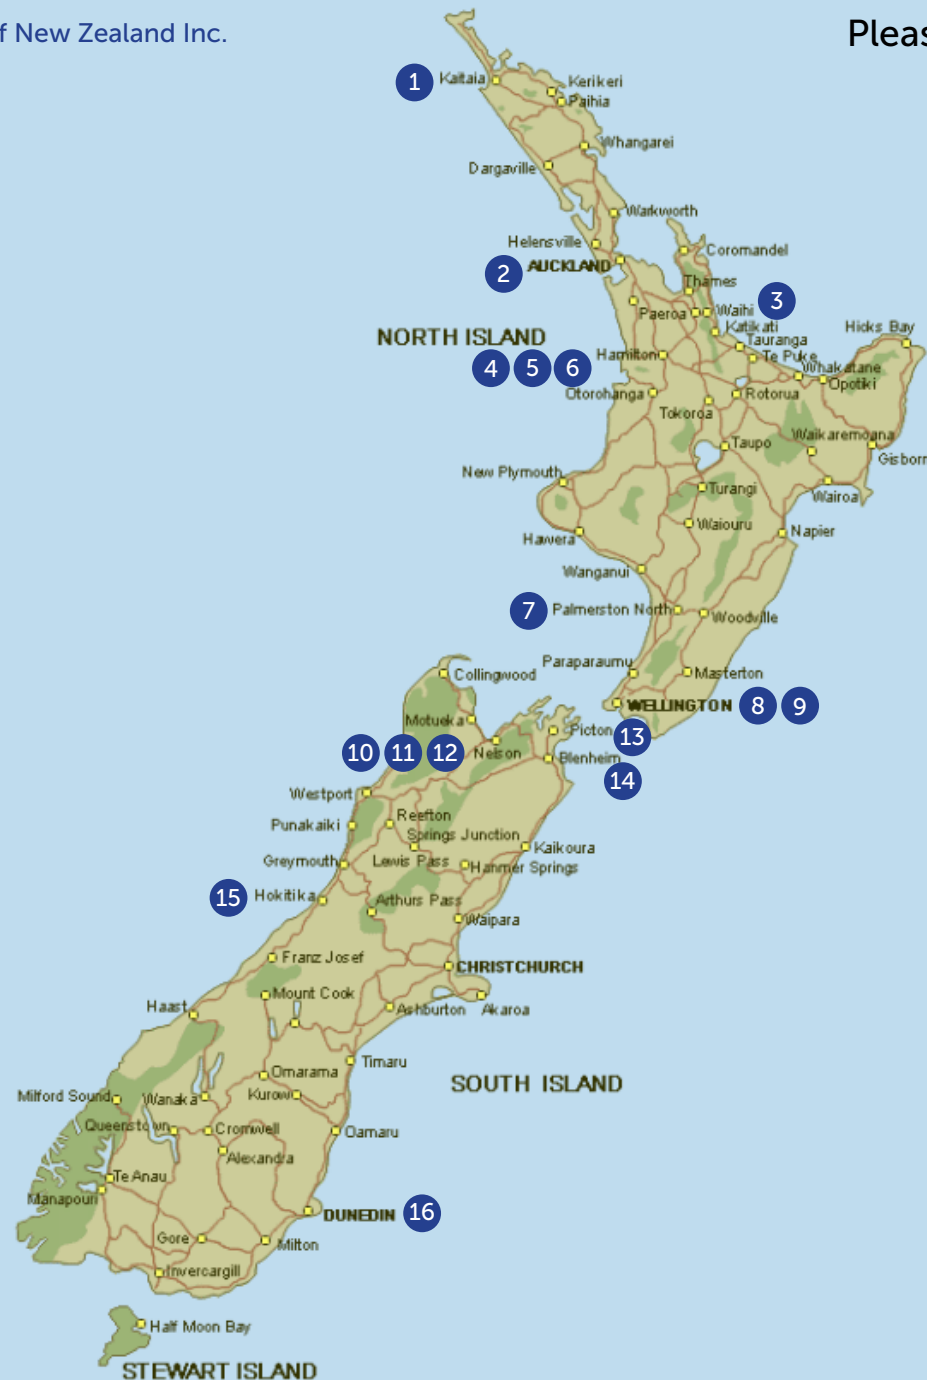 f New Zealand Inc.
Pleas
1 Kaitaia
Kerikeri
Paihia
Whangarei
Dargaville
Warkworth
Helensville
Coromandel
2 AUCKLAND
Thames
Paeroa Waihi 3
Katikati
Hicks Bay
NORTH ISLAND
Tauranga
Hamilton
Te Puke
4 5 6
Whakatane
Opotiki
Otorohanga
Rotorua
Tokoroa
Waikaremoana
Taupo
Gisborn
New Plymouth
Turangi
Wairoa
Waiouru
Napier
Hawera
Wanganui
7 Palmerston North
Woodville
Paraparaumu
Masterton
Collingwood
WELLINGTON 8 9
Motueka
Picton 13
10 11 12
Nelson
Blenheim
14
Westport
Reefton
Punakaiki
Springs Junction
Kaikoura
Greymouth
Lewis Pass
Hanmer Springs
15 Hokitika
Arthurs Pass
Waipara
Franz Josef
CHRISTCHURCH
Mount Cook
Haast
Ashburton
Akaroa
Timaru
Omarama
SOUTH ISLAND
Milford Sound
Wanaka
Kurow
Queenstown
Cromwell
Oamaru
Alexandra
Te Anau
Manapouri
DUNEDIN 16
Gore
Milton
Invercargill
Half Moon Bay
STEWART ISLAND